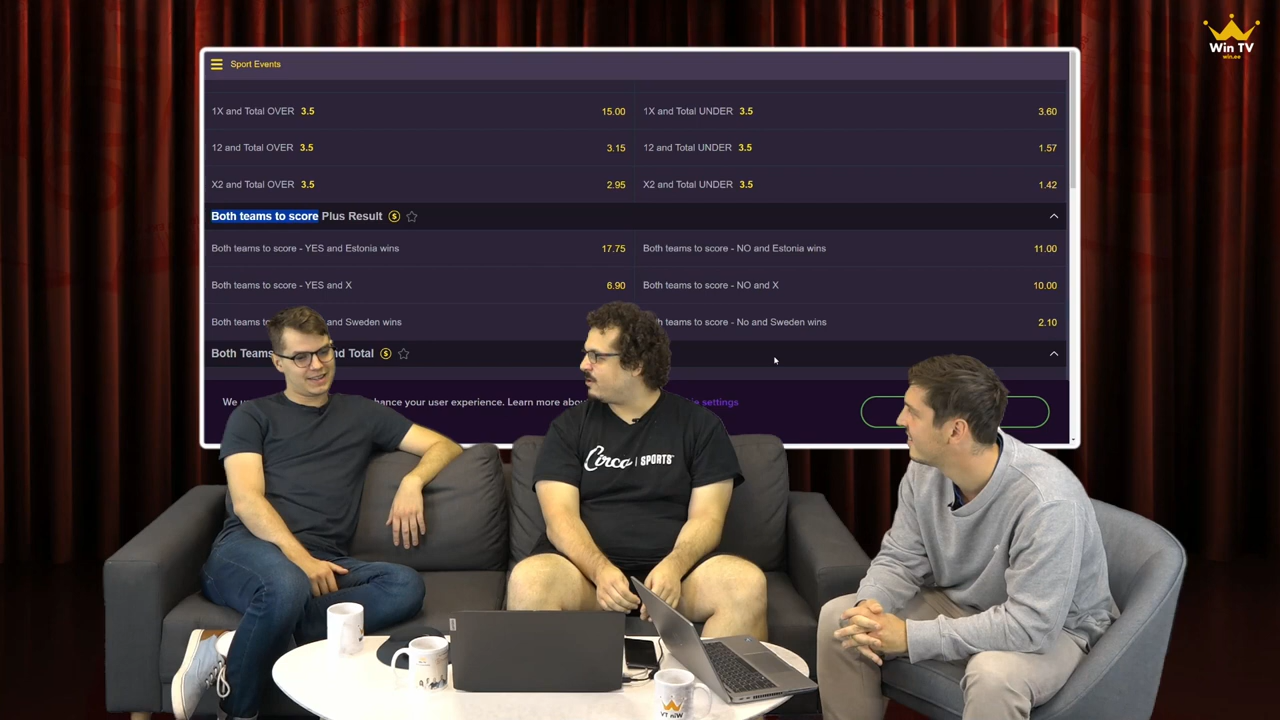 Win TV
win.ee
Sport Events
1X and Total OVER 3.5 15.00 1X and Total UNDER 3.5 3.60
12 and Total OVER 3.5 3.15 12 and Total UNDER 3.5 1.57
X2 and Total OVER 3.5 2.95 X2 and Total UNDER 3.5 1.42
Both teams to score Plus Result
Both teams to score - YES and Estonia wins 17.75 Both teams to score - NO and Estonia wins 11.00
Both teams to score - YES and X 6.90 Both teams to score - NO and X 10.00
Both and Sweden wins teams to score - No and Sweden wins 2.10
Both Teams Total
We your user experience. Learn more settings
Circa SPORTS
Win TV